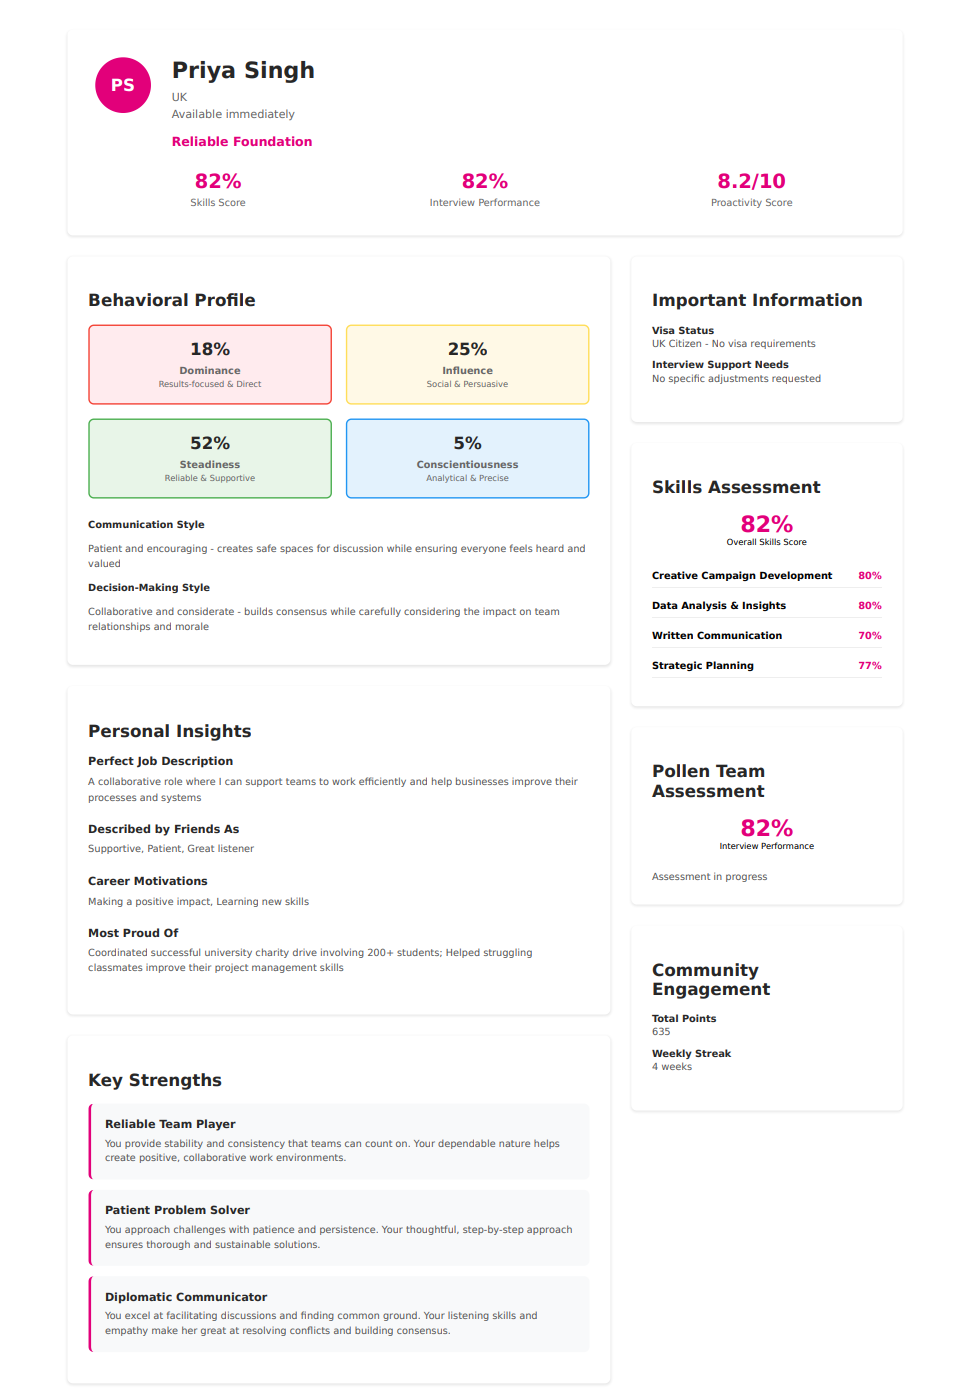 PS
Priya Singh
UK
Available immediately
Reliable Foundation
82%
Skills Score
82%
Interview Performance
8.2/10
Proactivity Score
Behavioral Profile
18%
Dominance
Results-focused & Direct
25%
Influence
Social & Persuasive
52%
Steadiness
Reliable & Supportive
5%
Conscientiousness
Analytical & Precise
Communication Style
Patient and encouraging - creates safe spaces for discussion while ensuring everyone feels heard and
valued
Decision-Making Style
Collaborative and considerate - builds consensus while carefully considering the impact on team
relationships and morale
Personal Insights
Perfect Job Description
A collaborative role where I can support teams to work efficiently and help businesses improve their
processes and systems
Described by Friends As
Supportive, Patient, Great listener
Career Motivations
Making a positive impact, Learning new skills
Most Proud Of
Coordinated successful university charity drive involving 200+ students; Helped struggling
classmates improve their project management skills
Key Strengths
Reliable Team Player
You provide stability and consistency that teams can count on. Your dependable nature helps
create positive, collaborative work environments.
Patient Problem Solver
You approach challenges with patience and persistence. Your thoughtful, step-by-step approach
ensures thorough and sustainable solutions.
Diplomatic Communicator
You excel at facilitating discussions and finding common ground. Your listening skills and
empathy make her great at resolving conflicts and building consensus.
Important Information
Visa Status
UK Citizen - No visa requirements
Interview Support Needs
No specific adjustments requested
Skills Assessment
82%
Overall Skills Score
Creative Campaign Development 80%
Data Analysis & Insights 80%
Written Communication 70%
Strategic Planning 77%
Pollen Team
Assessment
82%
Interview Performance
Assessment in progress
Community
Engagement
Total Points
635
Weekly Streak
4 weeks